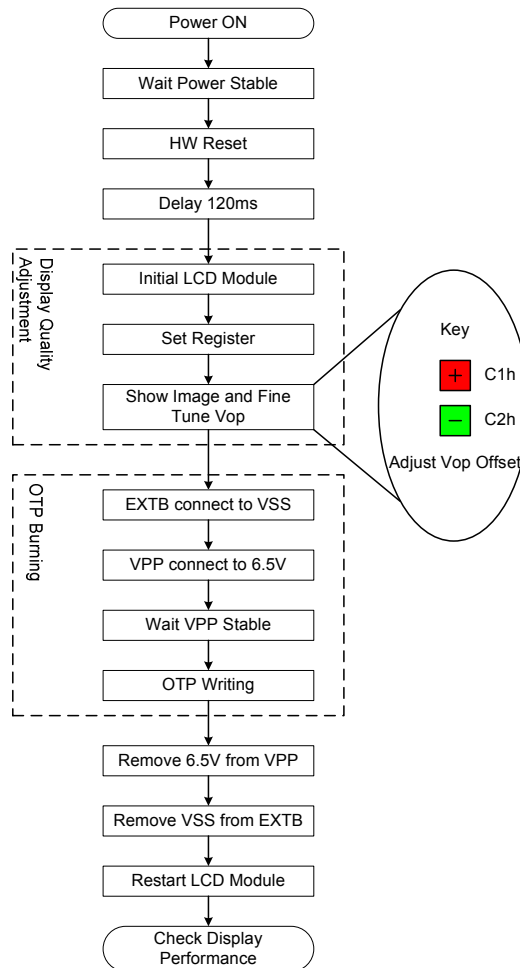 Power ON
Wait Power Stable
HW Reset
Delay 120ms
Display Quality
Adjustment
Initial LCD Module
Set Register
Show Image and Fine
Tune Vop
Key
+ C1h
− C2h
Adjust Vop Offset
OTP Burning
EXTB connect to VSS
VPP connect to 6.5V
Wait VPP Stable
OTP Writing
Remove 6.5V from VPP
Remove VSS from EXTB
Restart LCD Module
Check Display
Performance